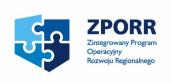 ZPORR
Zintegrowany Program
Operacyjny
Rozwoju Regionalnego